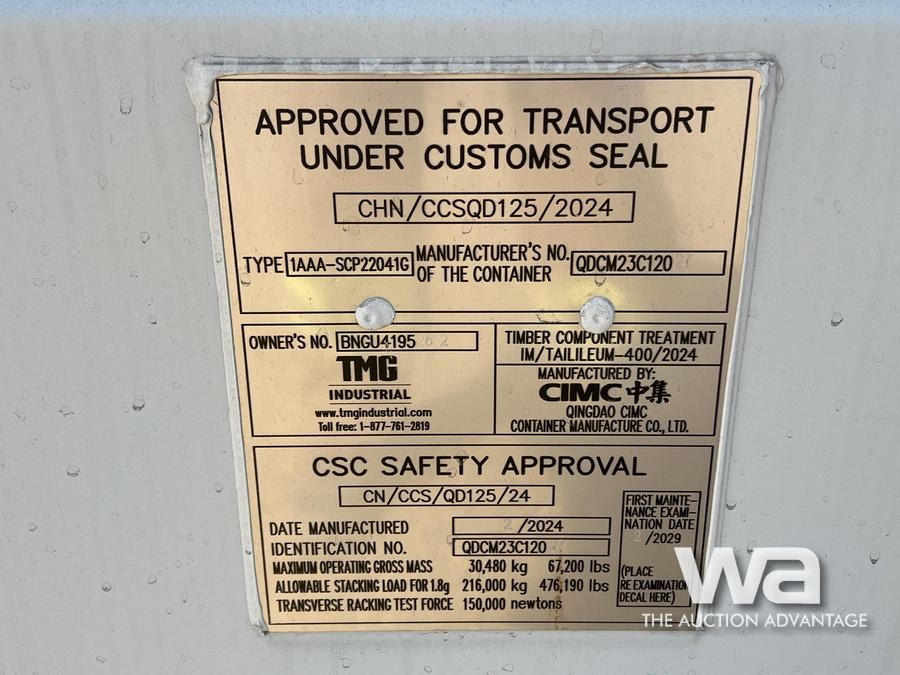 APPROVED FOR TRANSPORT
UNDER CUSTOMS SEAL
CHN/CCSQD125/2024
TYPE 1AAA-SCP22041G MANUFACTURER'S NO. OF THE CONTAINER QDCM23C120
OWNER'S NO. BNGU4195
TMG
INDUSTRIAL
www.tmgindustrial.com
Toll free: 1-877-761-2819
TIMBER COMPONENT TREATMENT
IM/TAILILEUM-400/2024
MANUFACTURED BY:
CIMC 中集
QINGDAO CIMC
CONTAINER MANUFACTURE CO., LTD.
CSC SAFETY APPROVAL
CN/CCS/QD125/24
DATE MANUFACTURED 2/2024
IDENTIFICATION NO. QDCM23C120
MAXIMUM OPERATING GROSS MASS 30,480 kg 67,200 lbs
ALLOWABLE STACKING LOAD FOR 1.8g 216,000 kg 476,190 lbs
TRANSVERSE RACKING TEST FORCE 150,000 newtons
FIRST MAINTE-
NANCE EXAMI-
NATION DATE
2/2029
(PLACE
RE EXAMINATION
DECAL HERE)
wa
THE AUCTION ADVANTAGE